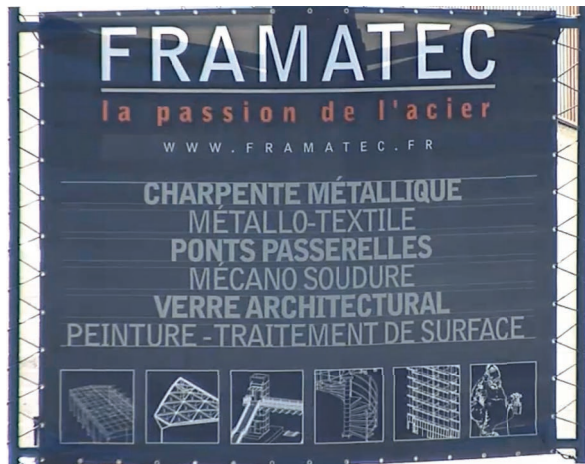 FRAMATEC
la passion de l'acier
WWW.FRAMATEC.FR
CHARPENTE MÉTALLIQUE
MÉTALLO-TEXTILE
PONTS PASSERELLES
MÉCANO SOUDURE
VERRE ARCHITECTURAL
PEINTURE - TRAITEMENT DE SURFACE